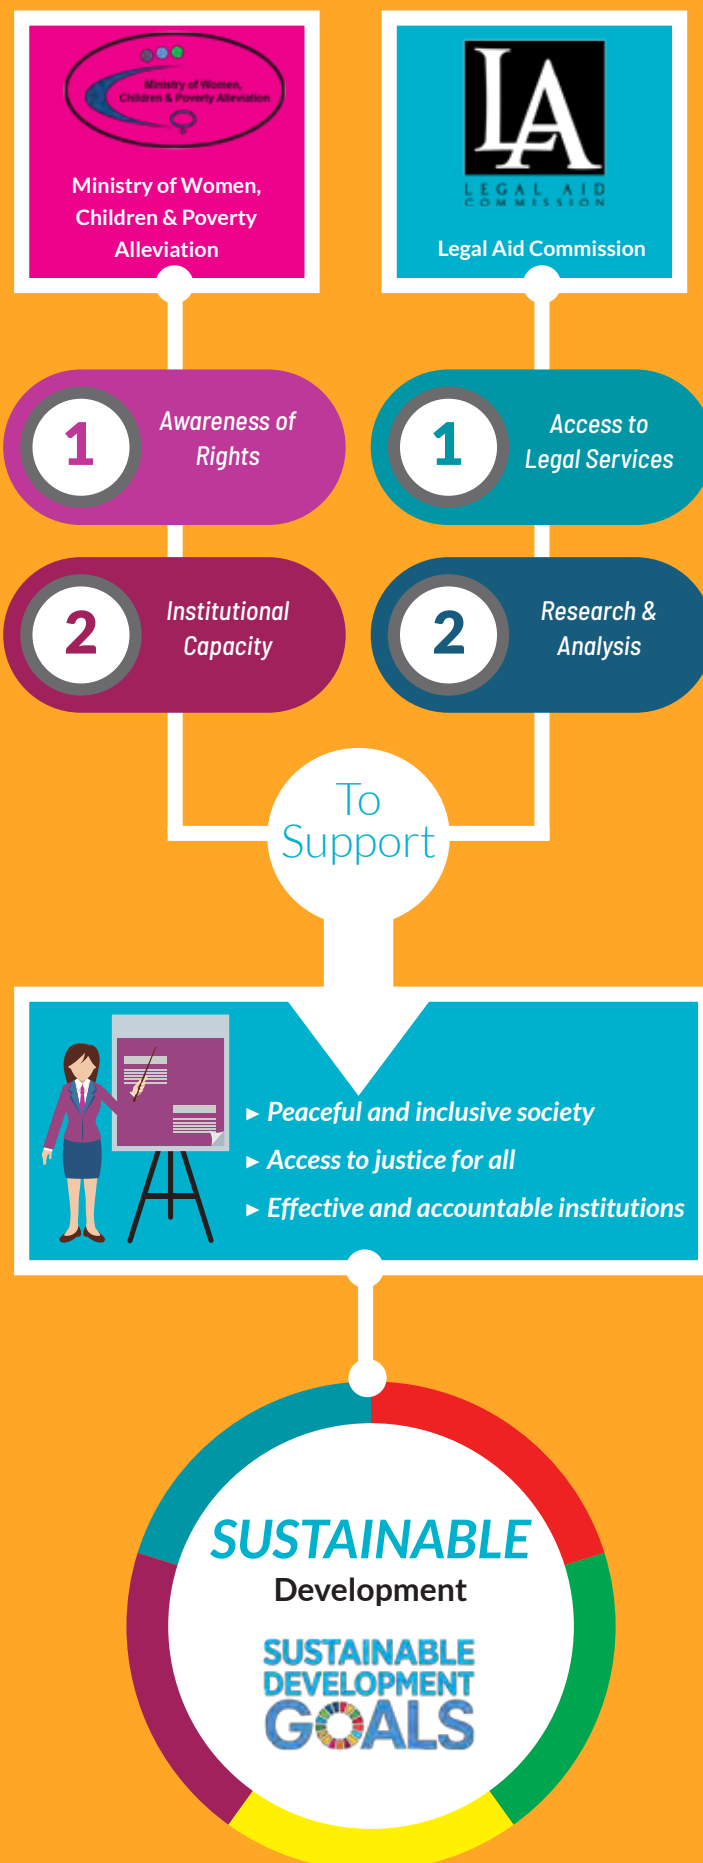 Ministry of Women,
Children & Poverty Alleviation
Ministry of Women,
Children & Poverty
Alleviation
LA
LEGAL AID
COMMISSION
Legal Aid Commission
1
Awareness of
Rights
2
Institutional
Capacity
1
Access to
Legal Services
2
Research &
Analysis
To
Support
► Peaceful and inclusive society
► Access to justice for all
► Effective and accountable institutions
SUSTAINABLE
Development
SUSTAINABLE
DEVELOPMENT
GOALS